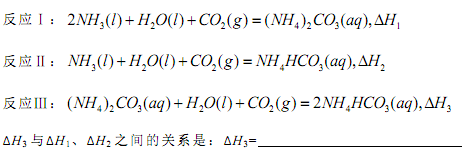 反应Ⅰ: 2NH₃(l)+H₂O(l)+CO₂(g)=(NH₄)₂CO₃(aq),ΔH₁
反应Ⅱ: NH₃(l)+H₂O(l)+CO₂(g)=NH₄HCO₃(aq),ΔH₂
反应Ⅲ: (NH₄)₂CO₃(aq)+H₂O(l)+CO₂(g)=2NH₄HCO₃(aq),ΔH₃
ΔH₃与ΔH₁、ΔH₂之间的关系是:ΔH₃=________________